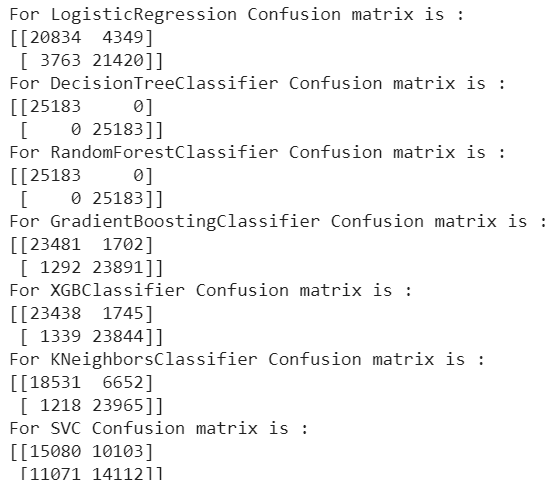 For LogisticRegression Confusion matrix is :
[[20834  4349]
 [ 3763 21420]]
For DecisionTreeClassifier Confusion matrix is :
[[25183     0]
 [    0 25183]]
For RandomForestClassifier Confusion matrix is :
[[25183     0]
 [    0 25183]]
For GradientBoostingClassifier Confusion matrix is :
[[23481  1702]
 [ 1292 23891]]
For XGBClassifier Confusion matrix is :
[[23438  1745]
 [ 1339 23844]]
For KNeighborsClassifier Confusion matrix is :
[[18531  6652]
 [ 1218 23965]]
For SVC Confusion matrix is :
[[15080 10103]
 [11071 14112]]